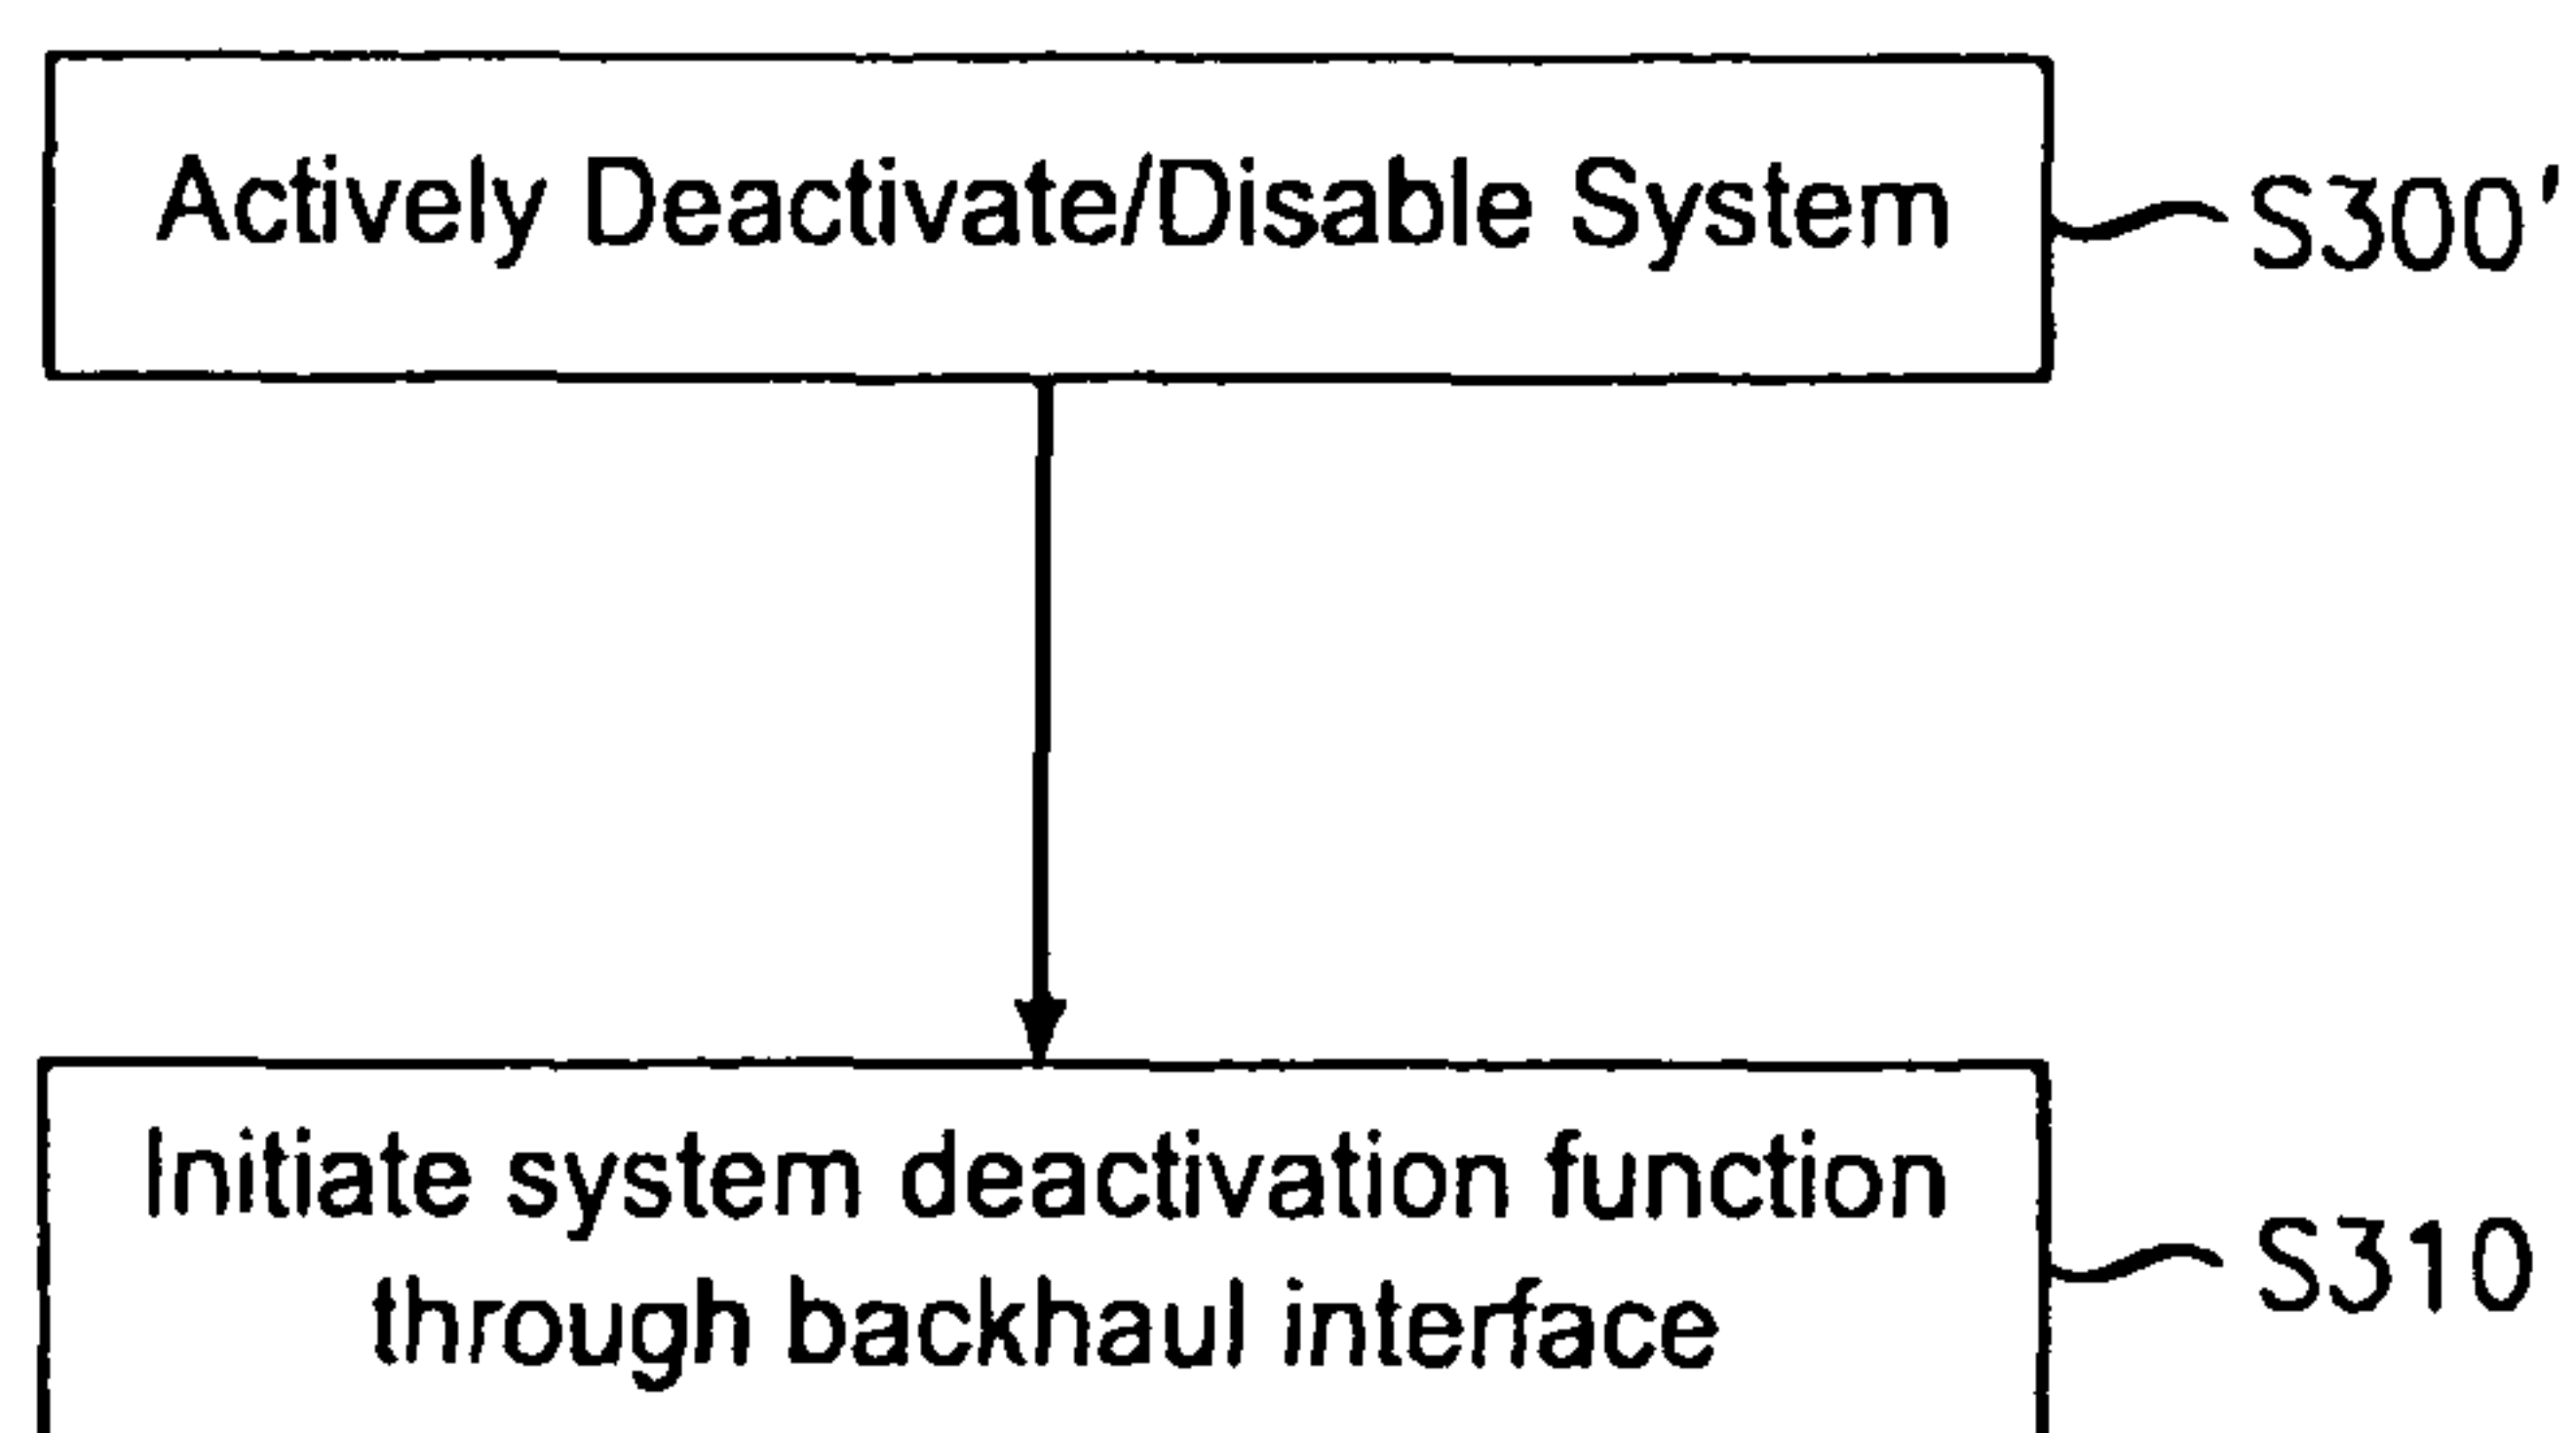 Actively Deactivate/Disable System
S300'
Initiate system deactivation function
through backhaul interface
S310